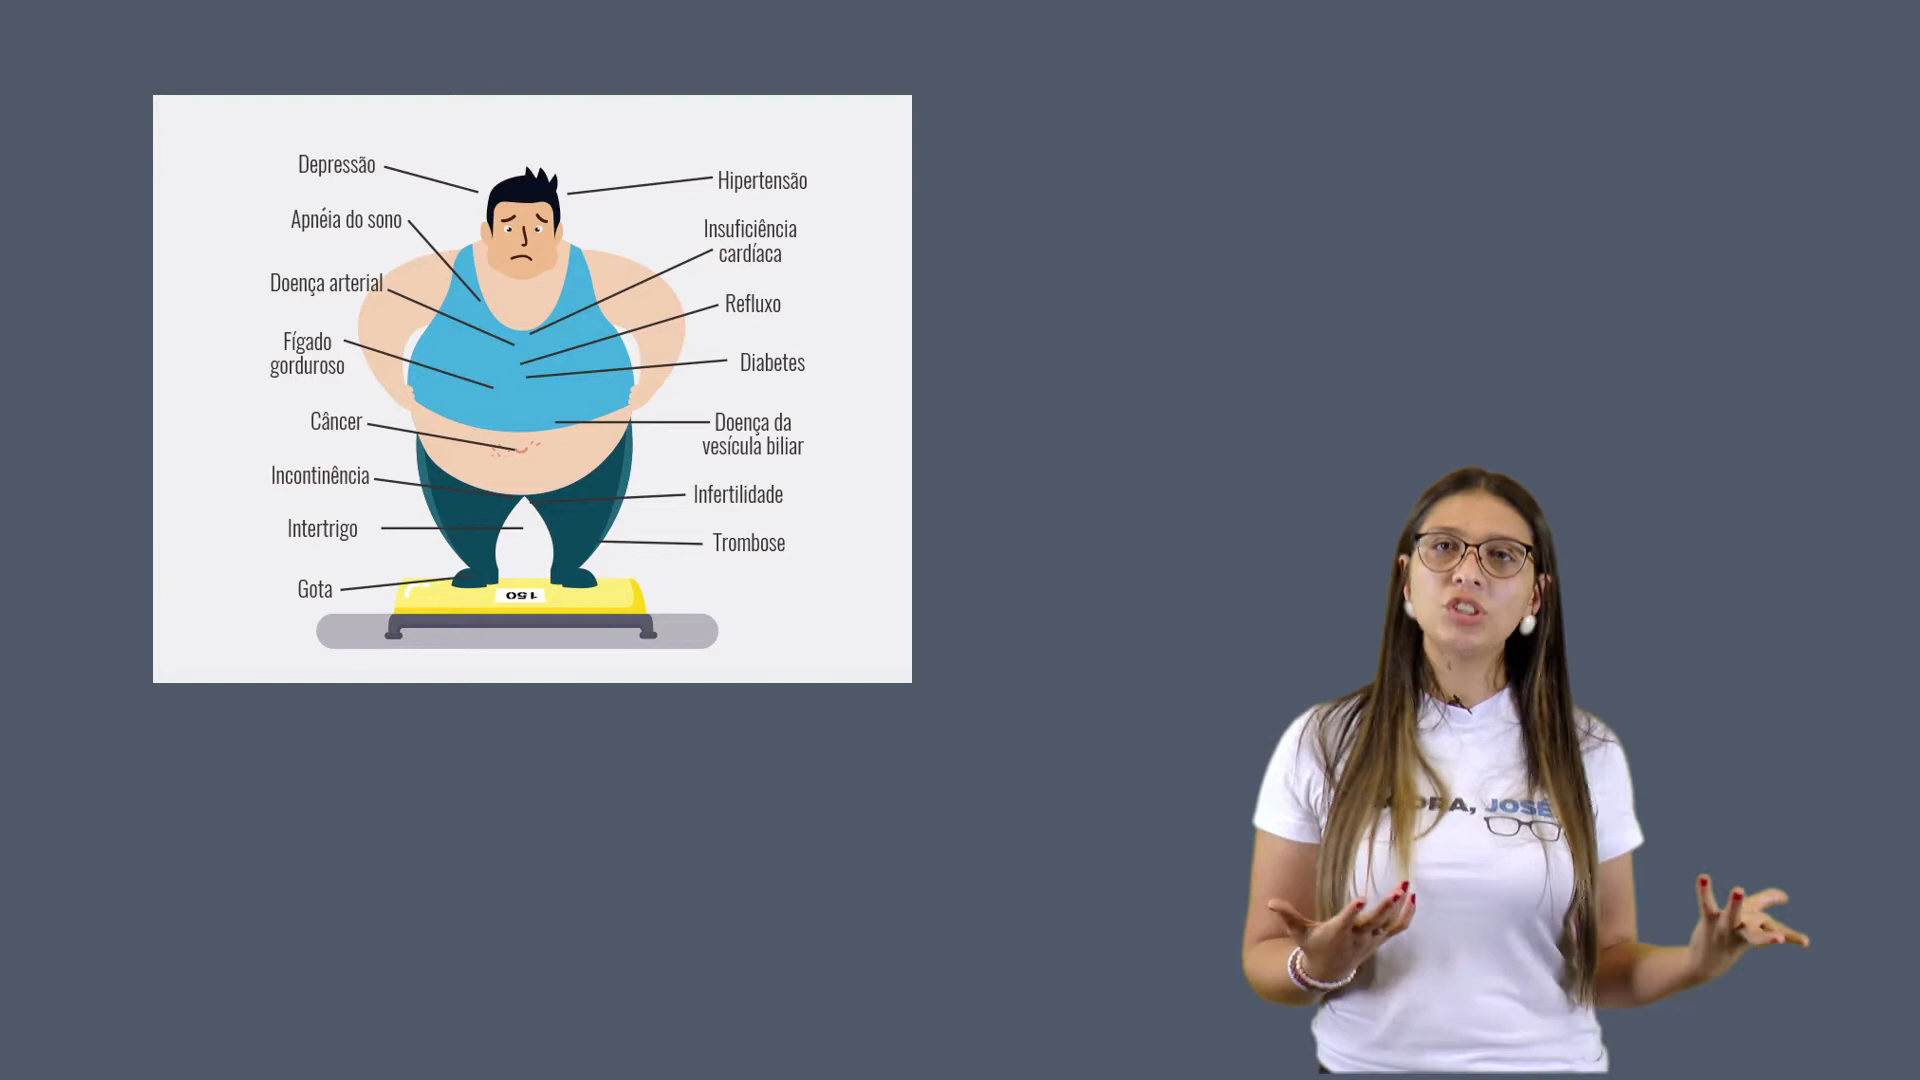 Depressão
Hipertensão
Apnéia do sono
Insuficiência
cardíaca
Doença arterial
Refluxo
Fígado
gorduroso
Diabetes
Câncer
Doença da
vesícula biliar
Incontinência
Infertilidade
Intertrigo
Trombose
Gota
150
JOSÉ